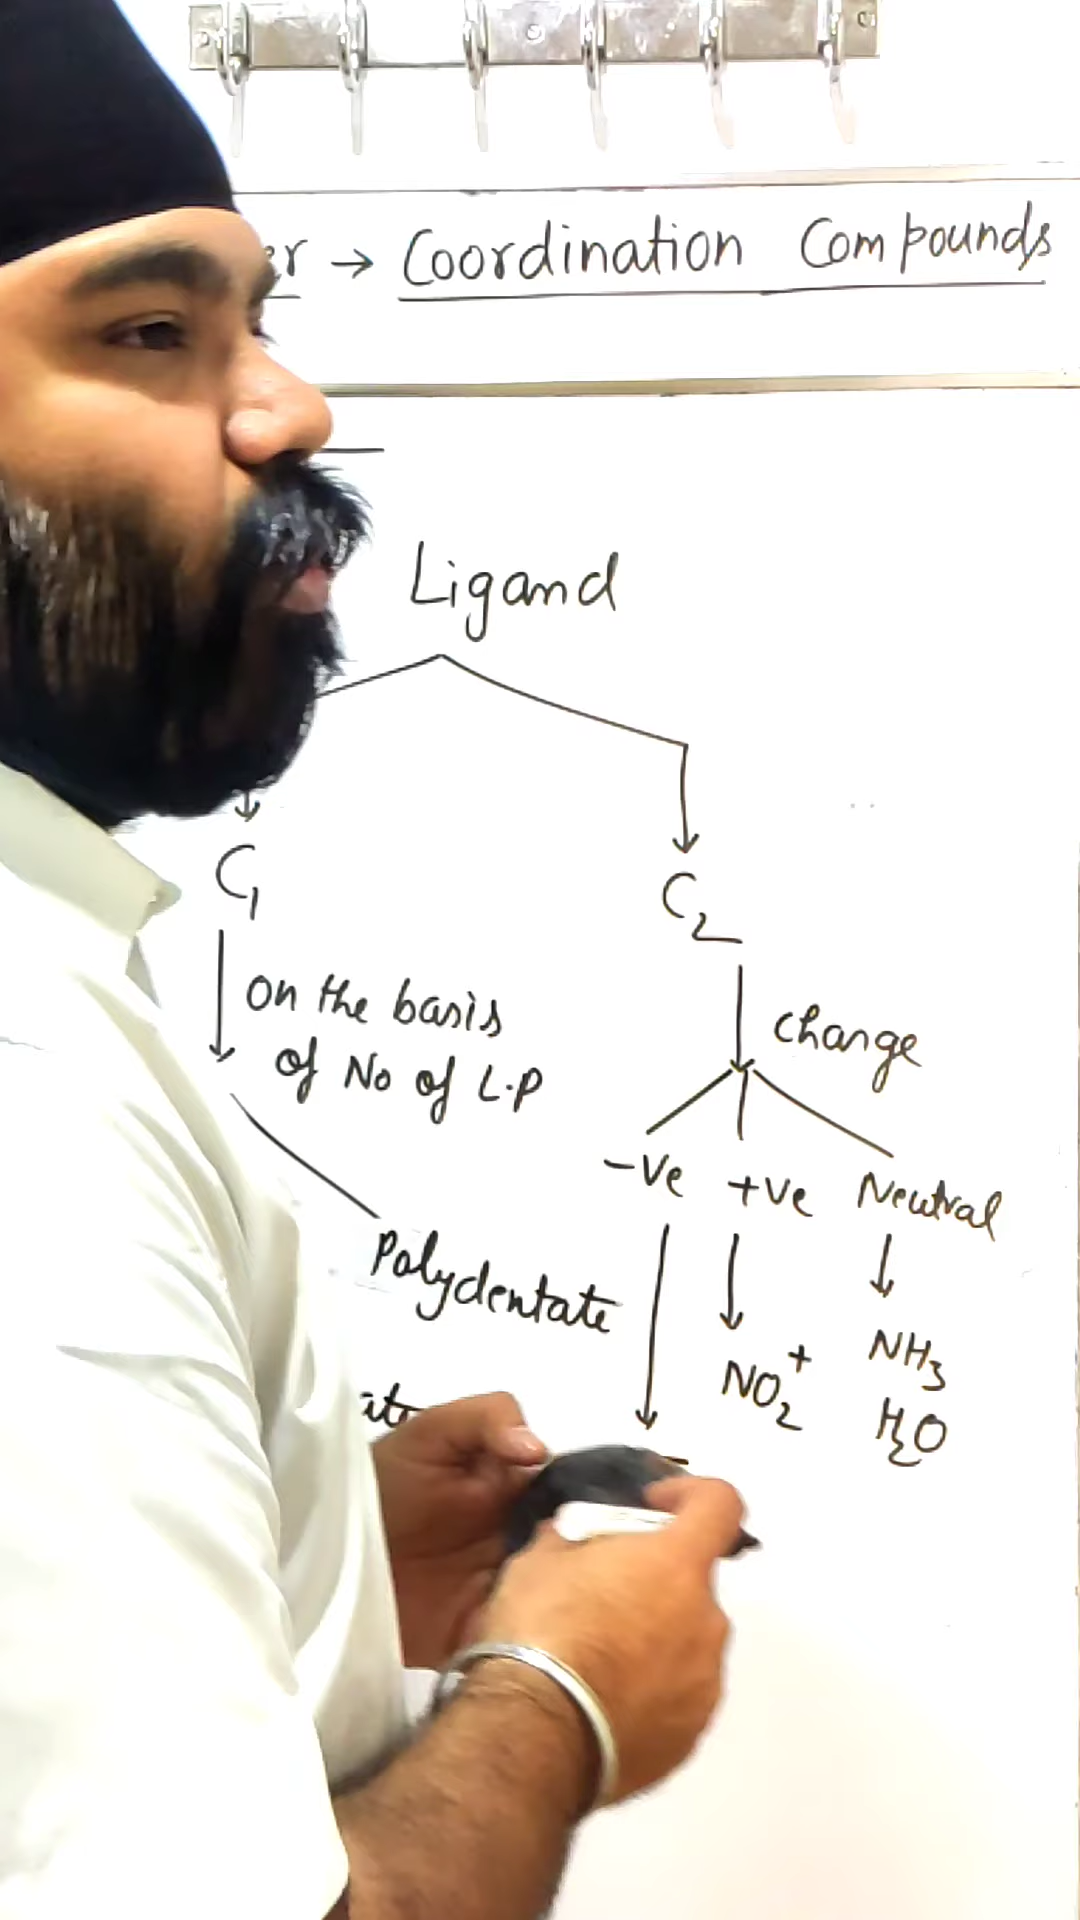 → Coordination Compounds
Ligand
C1
C2
on the basis
of No of L.P
change
-ve +ve Neutral
Polydentate
NO2+
NH3
H2O